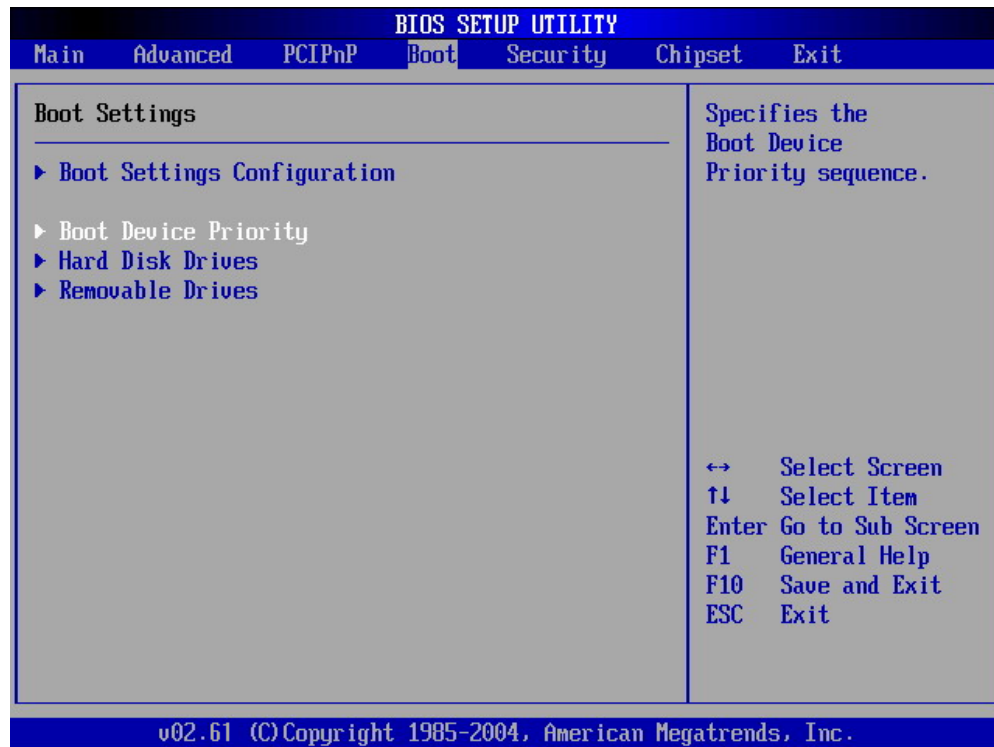 BIOS SETUP UTILITY
Main Advanced PCIPnP Boot Security Chipset Exit
Boot Settings
▶ Boot Settings Configuration
▶ Boot Device Priority
▶ Hard Disk Drives
▶ Removable Drives
Specifies the
Boot Device
Priority sequence.
↔ Select Screen
↑↓ Select Item
Enter Go to Sub Screen
F1 General Help
F10 Save and Exit
ESC Exit
v02.61 (C)Copyright 1985-2004, American Megatrends, Inc.